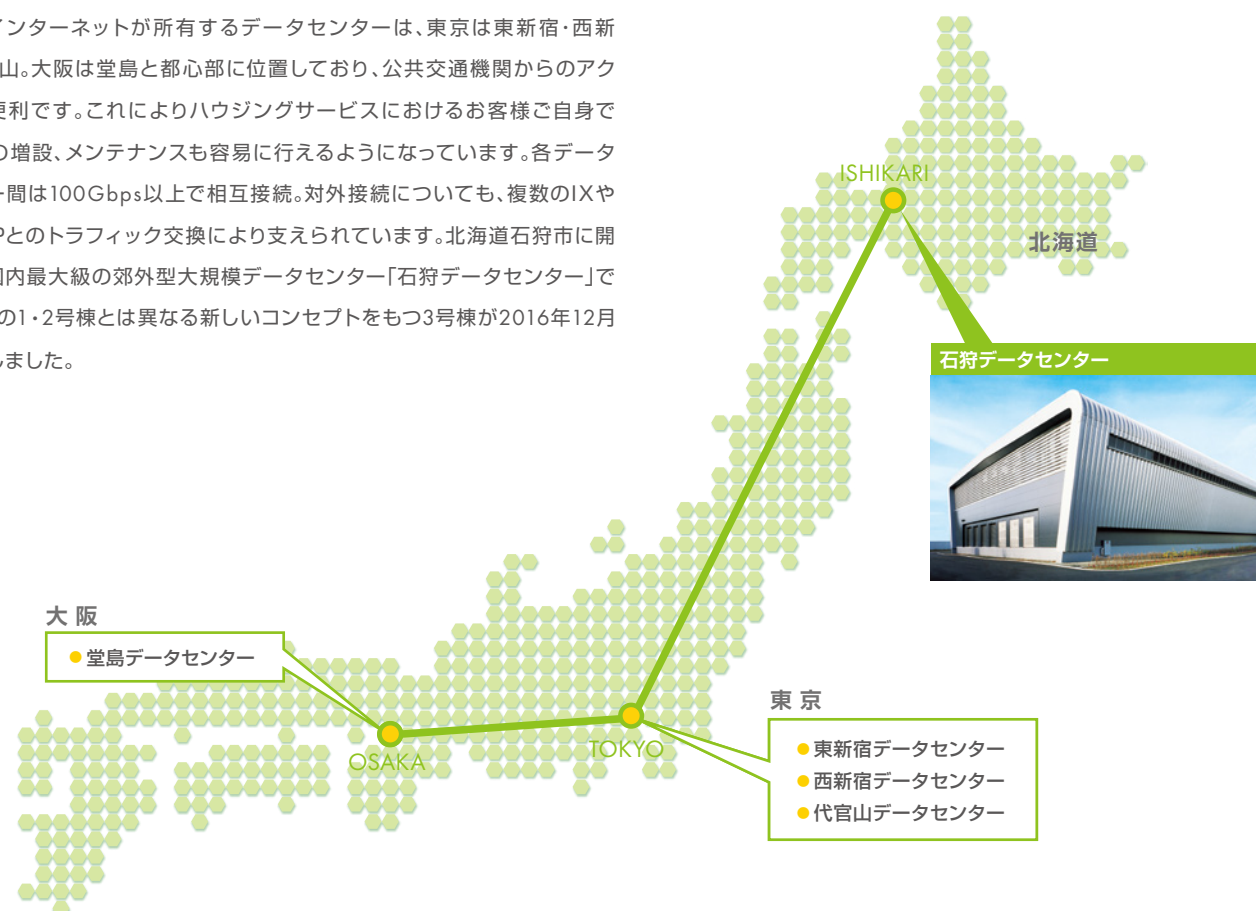 インターネットが所有するデータセンターは、東京は東新宿・西新
山。大阪は堂島と都心部に位置しており、公共交通機関からのアク
更利です。これによりハウジングサービスにおけるお客様ご自身で
の増設、メンテナンスも容易に行えるようになっています。各データ
ー間は100Gbps以上で相互接続。対外接続についても、複数のIXや
Pとのトラフィック交換により支えられています。北海道石狩市に開
国内最大級の郊外型大規模データセンター「石狩データセンター」で
の1・2号棟とは異なる新しいコンセプトをもつ3号棟が2016年12月
しました。
ISHIKARI
北海道
石狩データセンター
大 阪
● 堂島データセンター
OSAKA
TOKYO
東 京
● 東新宿データセンター
● 西新宿データセンター
● 代官山データセンター